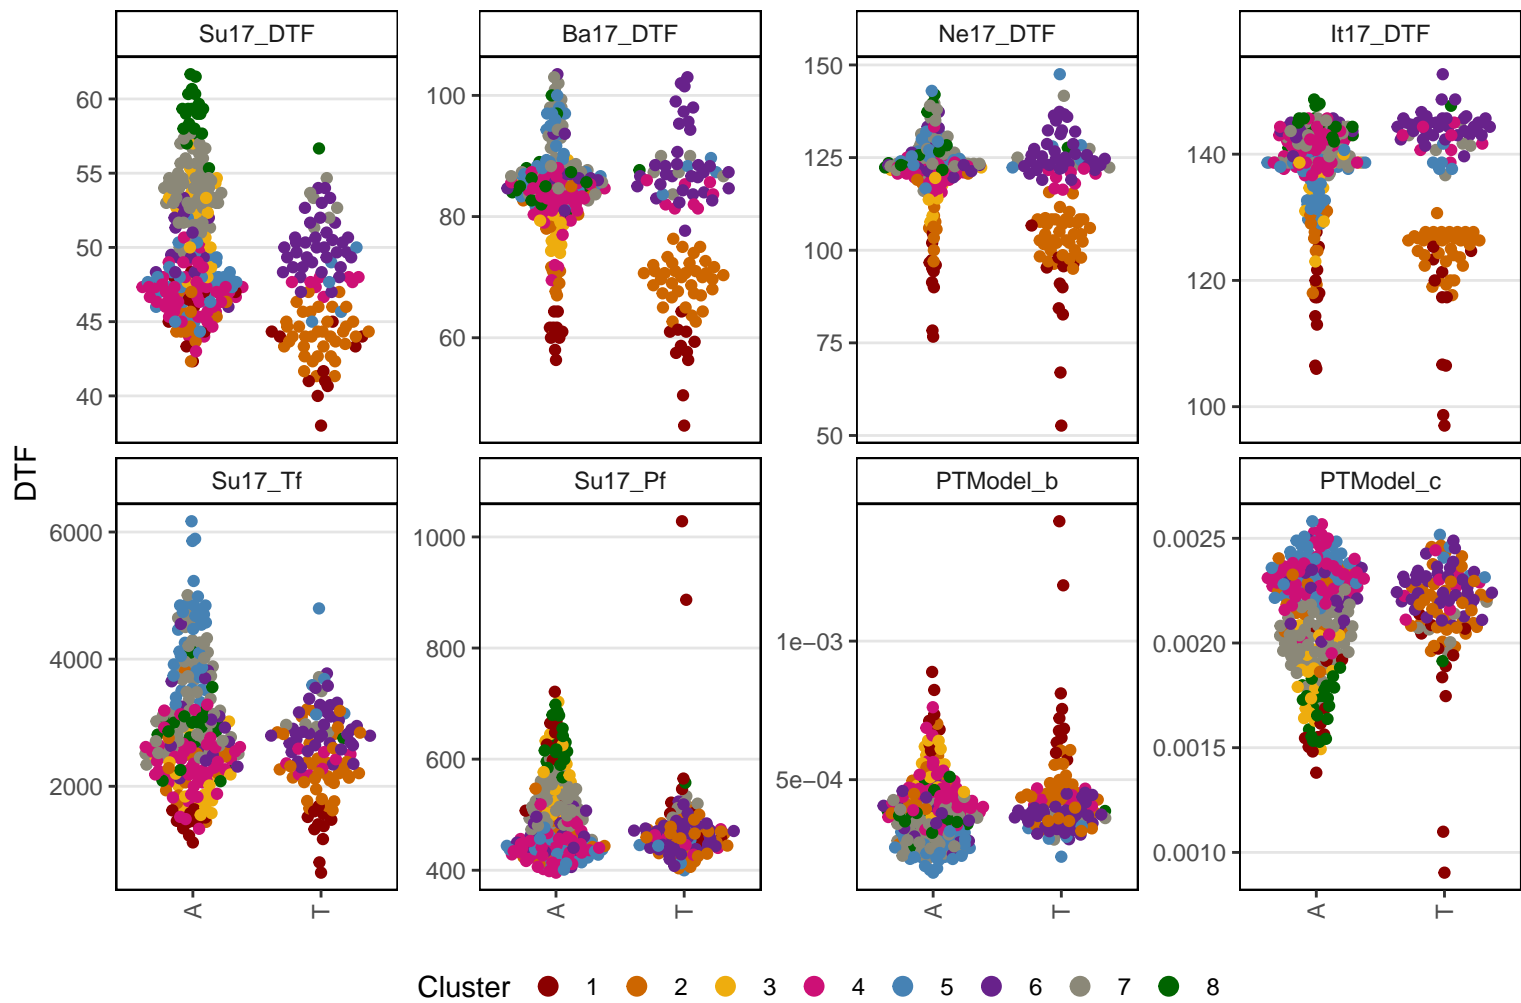 Su17_DTF Ba17_DTF Ne17_DTF It17_DTF
60 100 150 160
55 125 140
50 80 100 120
45 60 75 100
40 50
DTF
Su17_Tf Su17_Pf PTModel_b PTModel_c
6000 1000 0.0025
4000 800 1e−03 0.0020
2000 600 5e−04 0.0015
400 0.0010
A T A T A T A T
Cluster 1 2 3 4 5 6 7 8